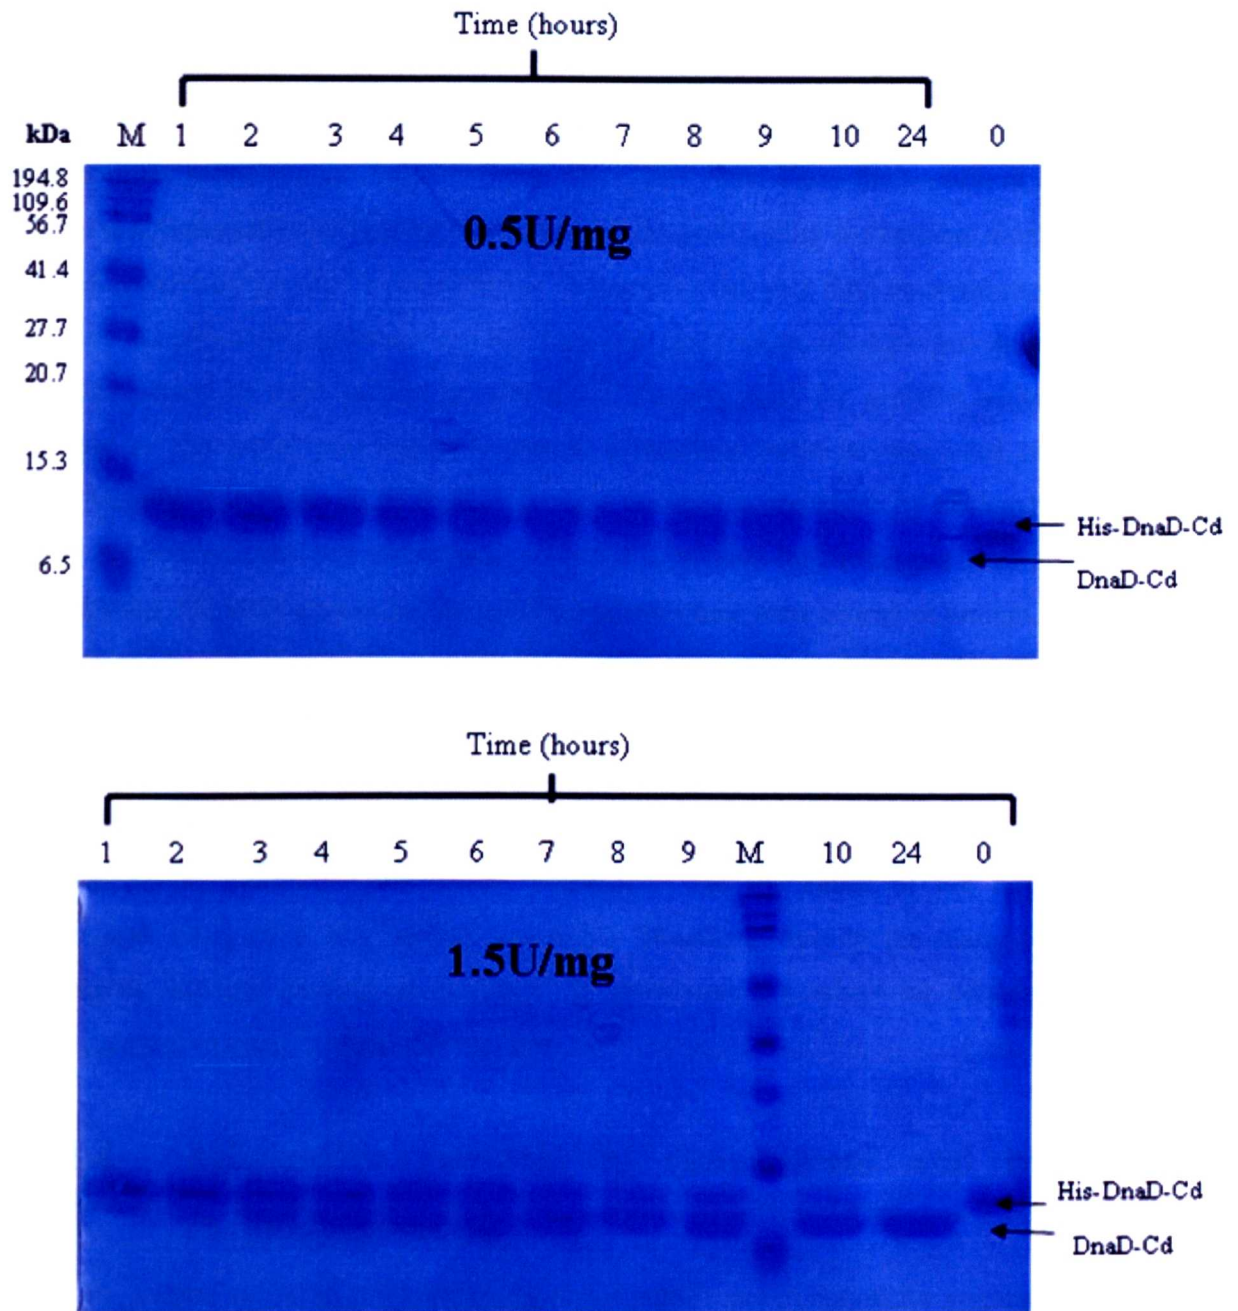 Time (hours)
kDa M 1 2 3 4 5 6 7 8 9 10 24 0
194.8
109.6
56.7
0.5U/mg
41.4
27.7
20.7
15.3
His-DnaD-Cd
6.5
DnaD-Cd
Time (hours)
1 2 3 4 5 6 7 8 9 M 10 24 0
1.5U/mg
His-DnaD-Cd
DnaD-Cd